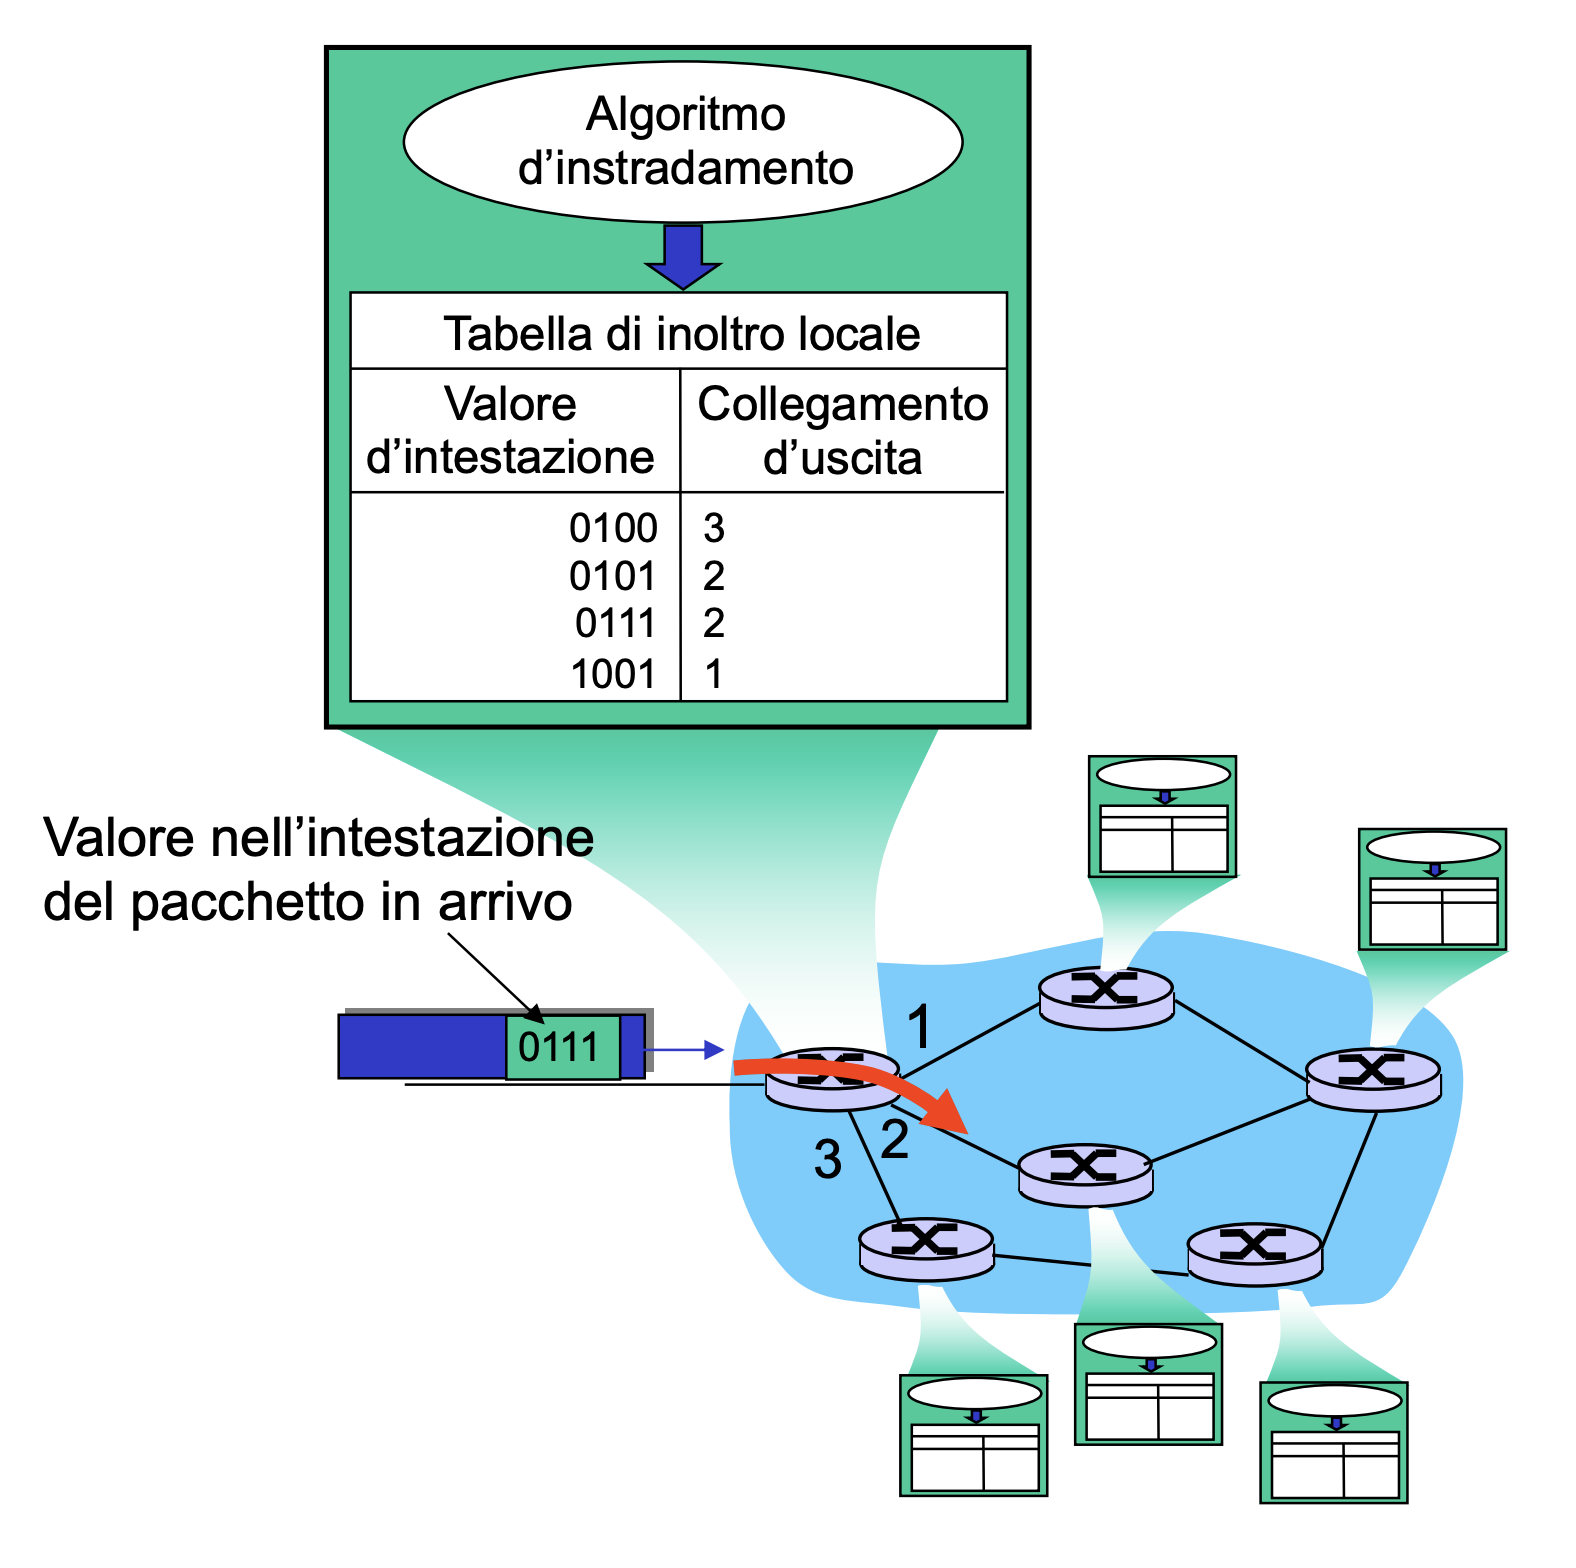 Algoritmo
d’instradamento
Tabella di inoltro locale
Valore
d’intestazione
Collegamento
d’uscita
0100 3
0101 2
0111 2
1001 1
Valore nell’intestazione
del pacchetto in arrivo
0111
1
2
3